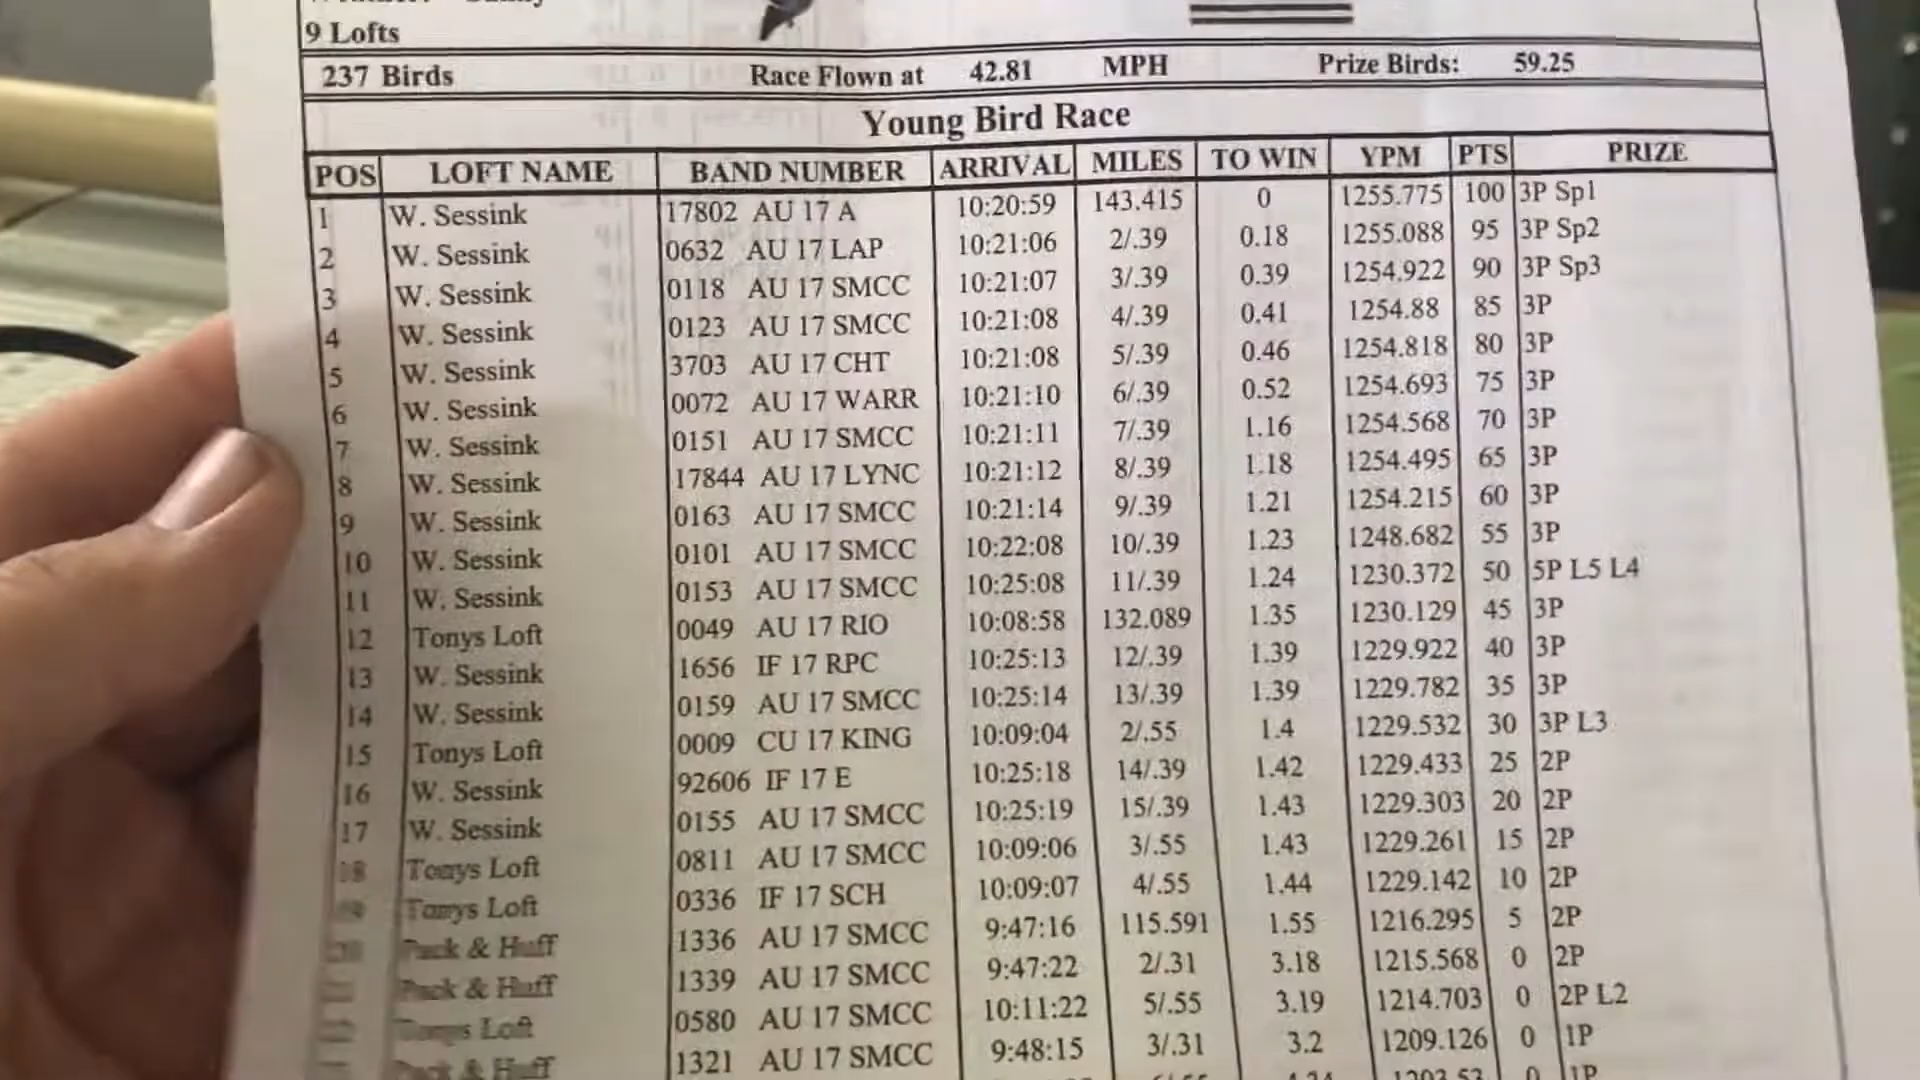 9 Lofts
237 Birds Race Flown at 42.81 MPH Prize Birds: 59.25
Young Bird Race
POS LOFT NAME BAND NUMBER ARRIVAL MILES TO WIN YPM PTS PRIZE
1 W. Sessink 17802 AU 17 A 10:20:59 143.415 0 1255.775 100 3P Sp1
2 W. Sessink 0632 AU 17 LAP 10:21:06 2/.39 0.18 1255.088 95 3P Sp2
3 W. Sessink 0118 AU 17 SMCC 10:21:07 3/.39 0.39 1254.922 90 3P Sp3
4 W. Sessink 0123 AU 17 SMCC 10:21:08 4/.39 0.41 1254.88 85 3P
5 W. Sessink 3703 AU 17 CHT 10:21:08 5/.39 0.46 1254.818 80 3P
6 W. Sessink 0072 AU 17 WARR 10:21:10 6/.39 0.52 1254.693 75 3P
7 W. Sessink 0151 AU 17 SMCC 10:21:11 7/.39 1.16 1254.568 70 3P
8 W. Sessink 17844 AU 17 LYNC 10:21:12 8/.39 1.18 1254.495 65 3P
9 W. Sessink 0163 AU 17 SMCC 10:21:14 9/.39 1.21 1254.215 60 3P
10 W. Sessink 0101 AU 17 SMCC 10:22:08 10/.39 1.23 1248.682 55 3P
11 W. Sessink 0153 AU 17 SMCC 10:25:08 11/.39 1.24 1230.372 50 5P L5 L4
12 Tonys Loft 0049 AU 17 RIO 10:08:58 132.089 1.35 1230.129 45 3P
13 W. Sessink 1656 IF 17 RPC 10:25:13 12/.39 1.39 1229.922 40 3P
14 W. Sessink 0159 AU 17 SMCC 10:25:14 13/.39 1.39 1229.782 35 3P
15 Tonys Loft 0009 CU 17 KING 10:09:04 2/.55 1.4 1229.532 30 3P L3
16 W. Sessink 92606 IF 17 E 10:25:18 14/.39 1.42 1229.433 25 2P
17 W. Sessink 0155 AU 17 SMCC 10:25:19 15/.39 1.43 1229.303 20 2P
18 Tonys Loft 0811 AU 17 SMCC 10:09:06 3/.55 1.43 1229.261 15 2P
Tonys Loft 0336 IF 17 SCH 10:09:07 4/.55 1.44 1229.142 10 2P
& Huff 1336 AU 17 SMCC 9:47:16 115.591 1.55 1216.295 5 2P
& Huff 1339 AU 17 SMCC 9:47:22 2/.31 3.18 1215.568 0 2P
Tonys Loft 0580 AU 17 SMCC 10:11:22 5/.55 3.19 1214.703 0 2P L2
& Huff 1321 AU 17 SMCC 9:48:15 3/.31 3.2 1209.126 0 1P
1P